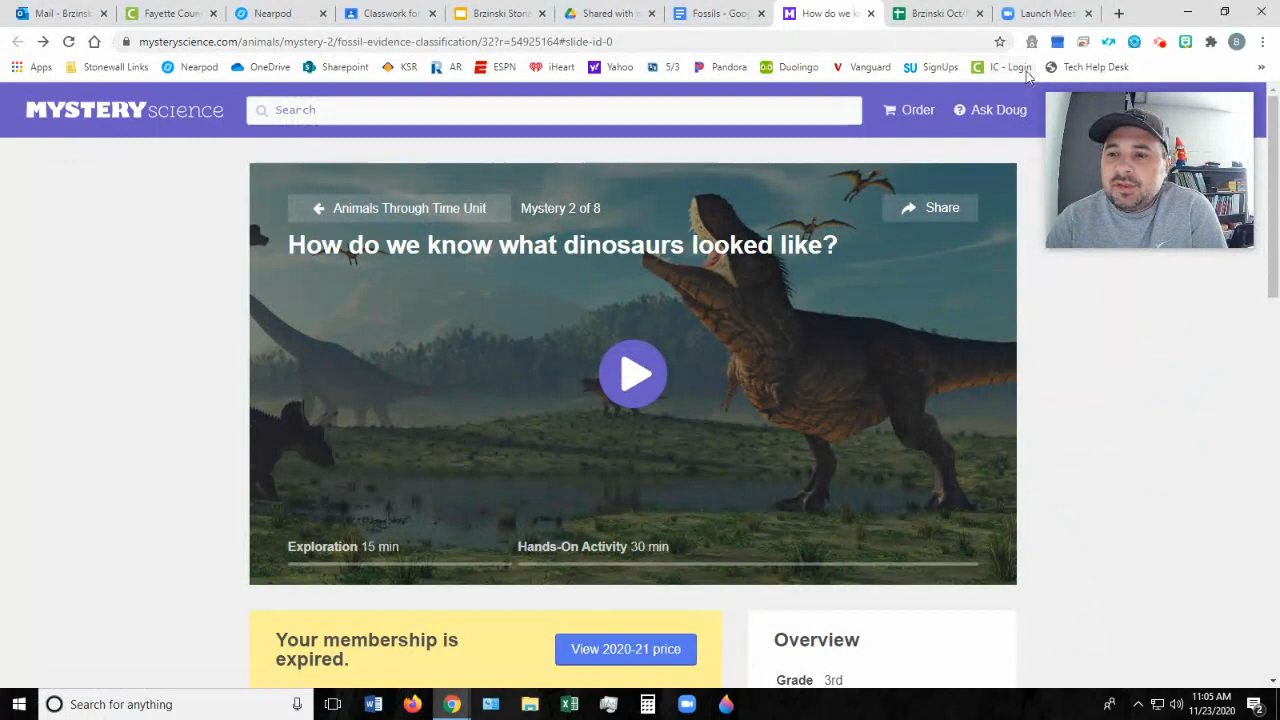 Mail - Brzinski
Fayette Coun
Nearpod
Classwork
Brzinski Stori
Shared with m
Fossils - Goog
How do we k
Brzinski Oct/
Launch Meeti
mysteryscience.com/animals/mystery-2/fossil-evidence-classification/32?r=54925164#slide-id-0
B
Apps
Stonewall Links
Nearpod
OneDrive
Sharepoint
KSR
AR
ESPN
iHeart
Yahoo
5/3
Pandora
Duolingo
Vanguard
SignUps
IC - Login
Tech Help Desk
»
MYSTERY science
Search
Order
Ask Doug
Animals Through Time Unit
Mystery 2 of 8
Share
How do we know what dinosaurs looked like?
Exploration 15 min
Hands-On Activity 30 min
Your membership is
expired.
View 2020-21 price
Overview
Grade 3rd
Search for anything
11:05 AM
11/23/2020
2